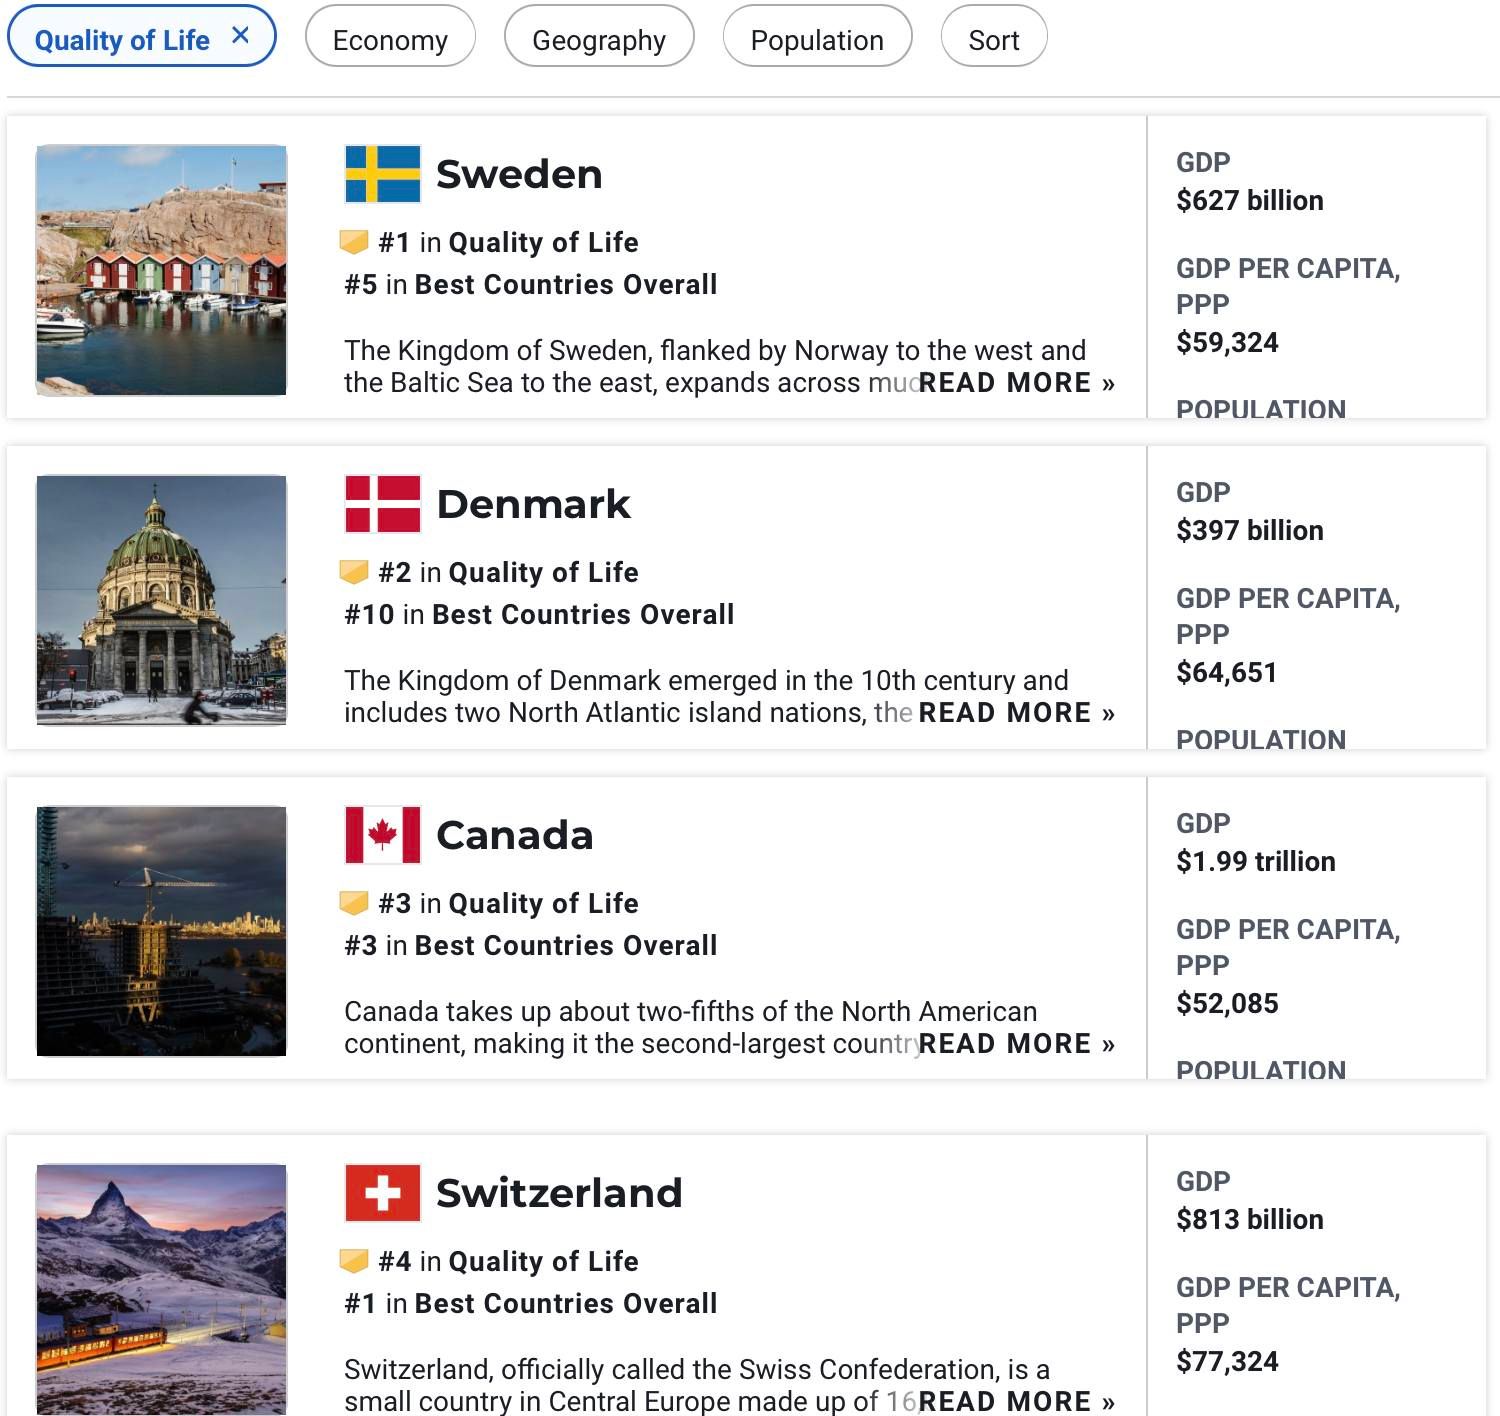 Quality of Life ✕ Economy Geography Population Sort
Sweden
#1 in Quality of Life
#5 in Best Countries Overall
The Kingdom of Sweden, flanked by Norway to the west and
the Baltic Sea to the east, expands across muc READ MORE »
GDP
$627 billion
GDP PER CAPITA,
PPP
$59,324
POPULATION
Denmark
#2 in Quality of Life
#10 in Best Countries Overall
The Kingdom of Denmark emerged in the 10th century and
includes two North Atlantic island nations, the READ MORE »
GDP
$397 billion
GDP PER CAPITA,
PPP
$64,651
POPULATION
Canada
#3 in Quality of Life
#3 in Best Countries Overall
Canada takes up about two-fifths of the North American
continent, making it the second-largest country READ MORE »
GDP
$1.99 trillion
GDP PER CAPITA,
PPP
$52,085
POPULATION
Switzerland
#4 in Quality of Life
#1 in Best Countries Overall
Switzerland, officially called the Swiss Confederation, is a
small country in Central Europe made up of 16 READ MORE »
GDP
$813 billion
GDP PER CAPITA,
PPP
$77,324